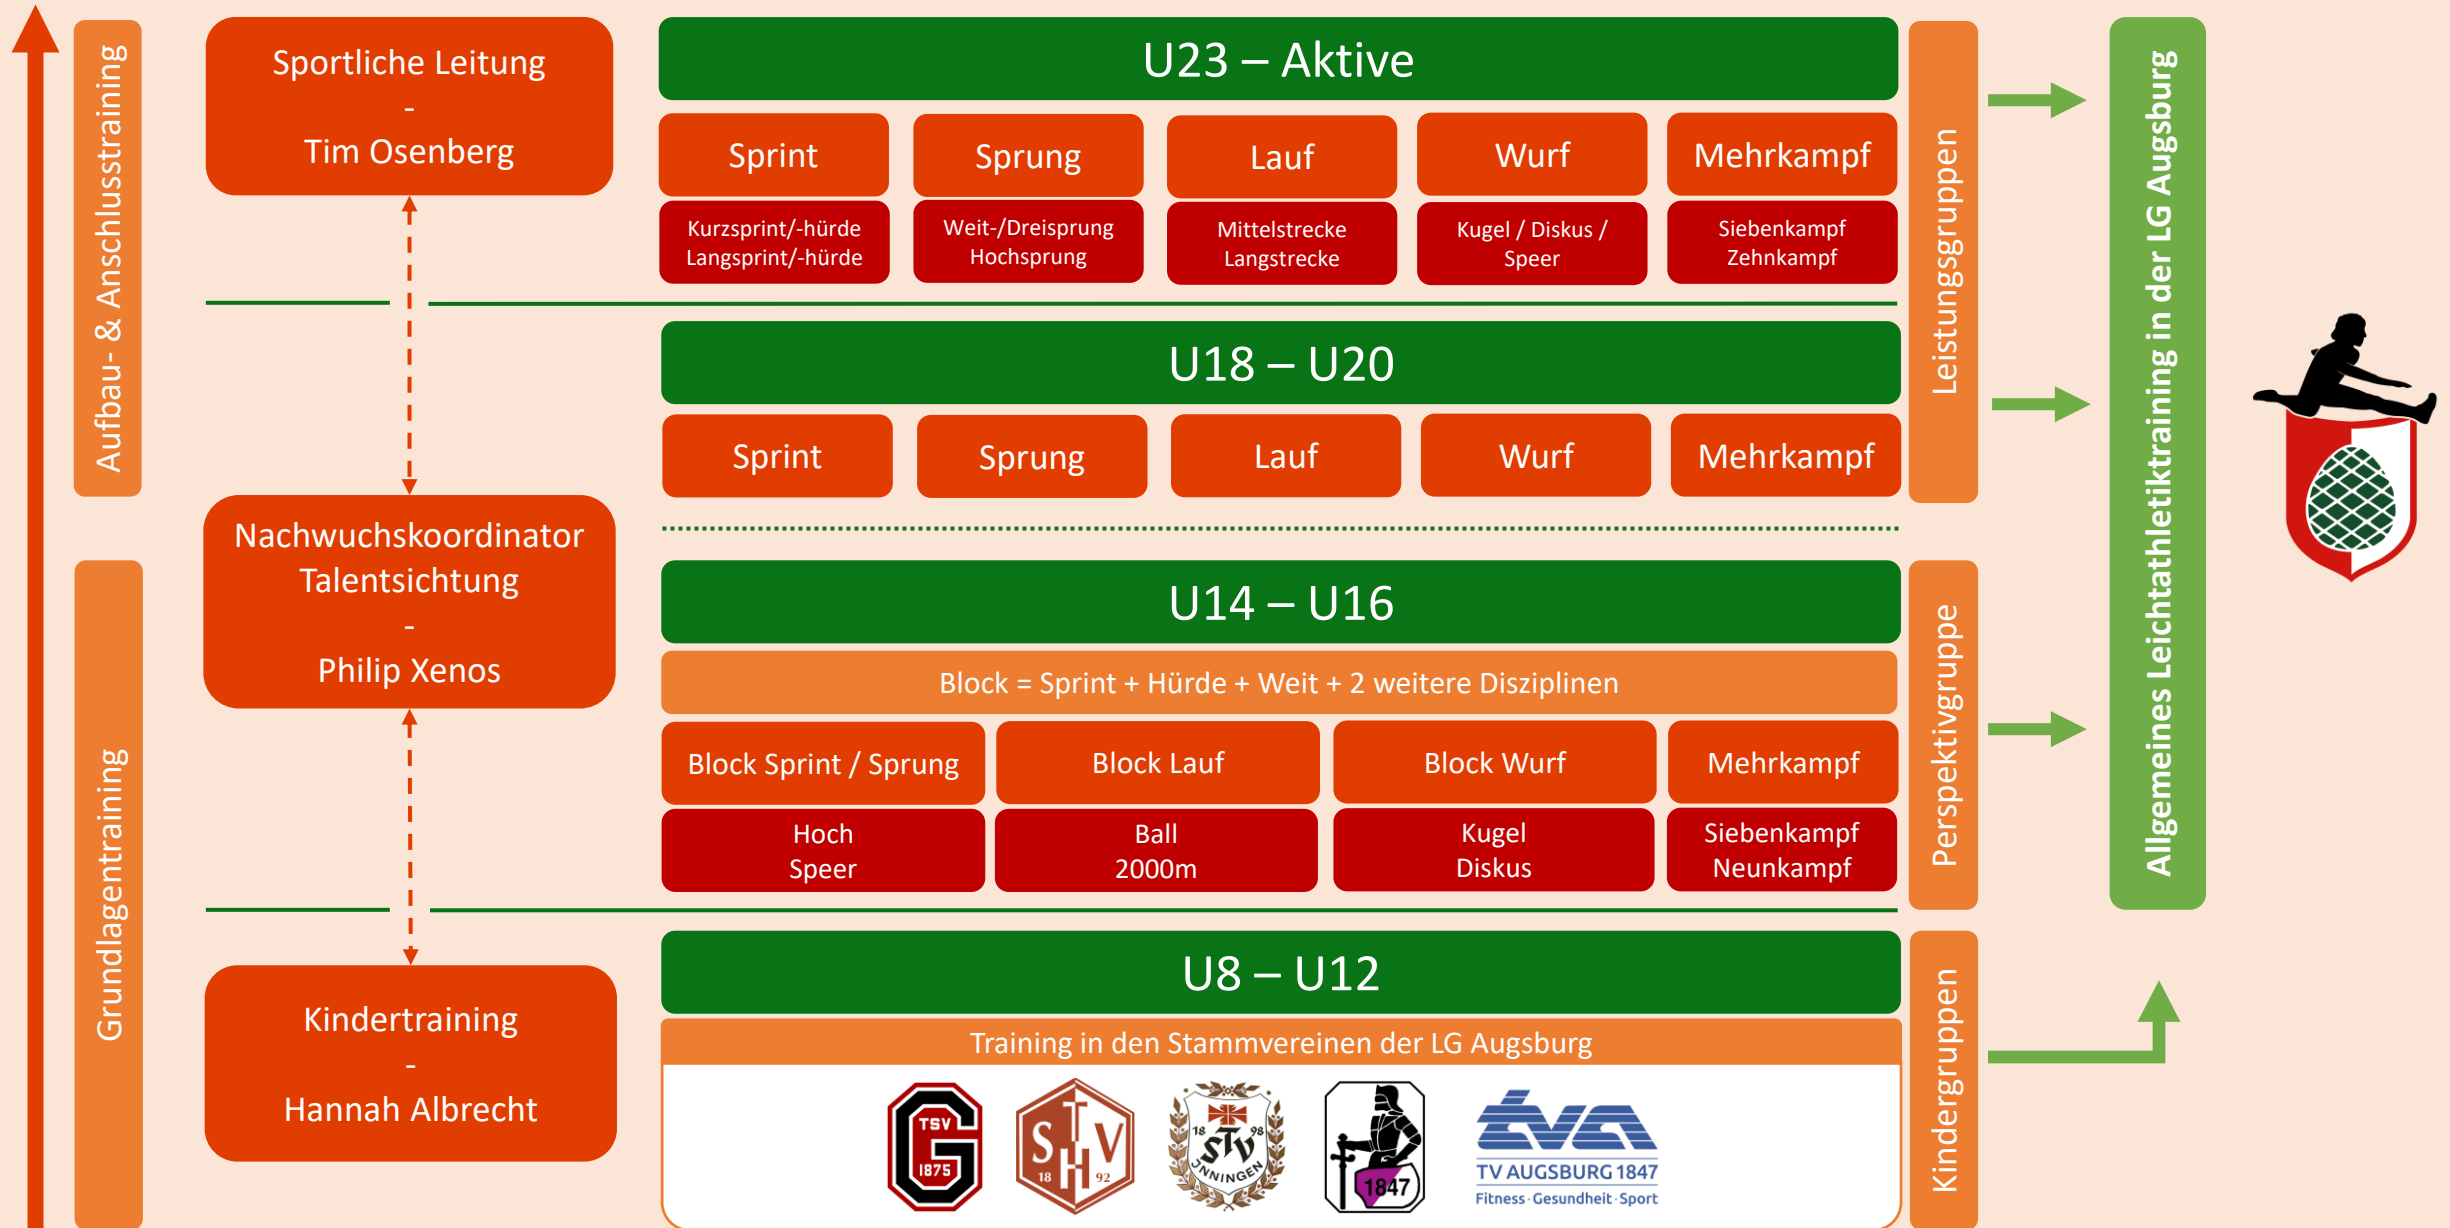 Aufbau- & Anschlusstraining
Grundlagentraining
Sportliche Leitung
-
Tim Osenberg
Nachwuchskoordinator
Talentsichtung
-
Philip Xenos
Kindertraining
-
Hannah Albrecht
U23 – Aktive
Sprint
Sprung
Lauf
Wurf
Mehrkampf
Kurzsprint/-hürde
Langsprint/-hürde
Weit-/Dreisprung
Hochsprung
Mittelstrecke
Langstrecke
Kugel / Diskus /
Speer
Siebenkampf
Zehnkampf
U18 – U20
Sprint
Sprung
Lauf
Wurf
Mehrkampf
U14 – U16
Block = Sprint + Hürde + Weit + 2 weitere Disziplinen
Block Sprint / Sprung
Block Lauf
Block Wurf
Mehrkampf
Hoch
Speer
Ball
2000m
Kugel
Diskus
Siebenkampf
Neunkampf
U8 – U12
Training in den Stammvereinen der LG Augsburg
TSV
G
1875
T
S V
H
18 92
18 98
STV
INNINGEN
1847
tva
TV AUGSBURG 1847
Fitness · Gesundheit · Sport
Leistungsgruppen
Perspektivgruppe
Kindergruppen
Allgemeines Leichtathletiktraining in der LG Augsburg